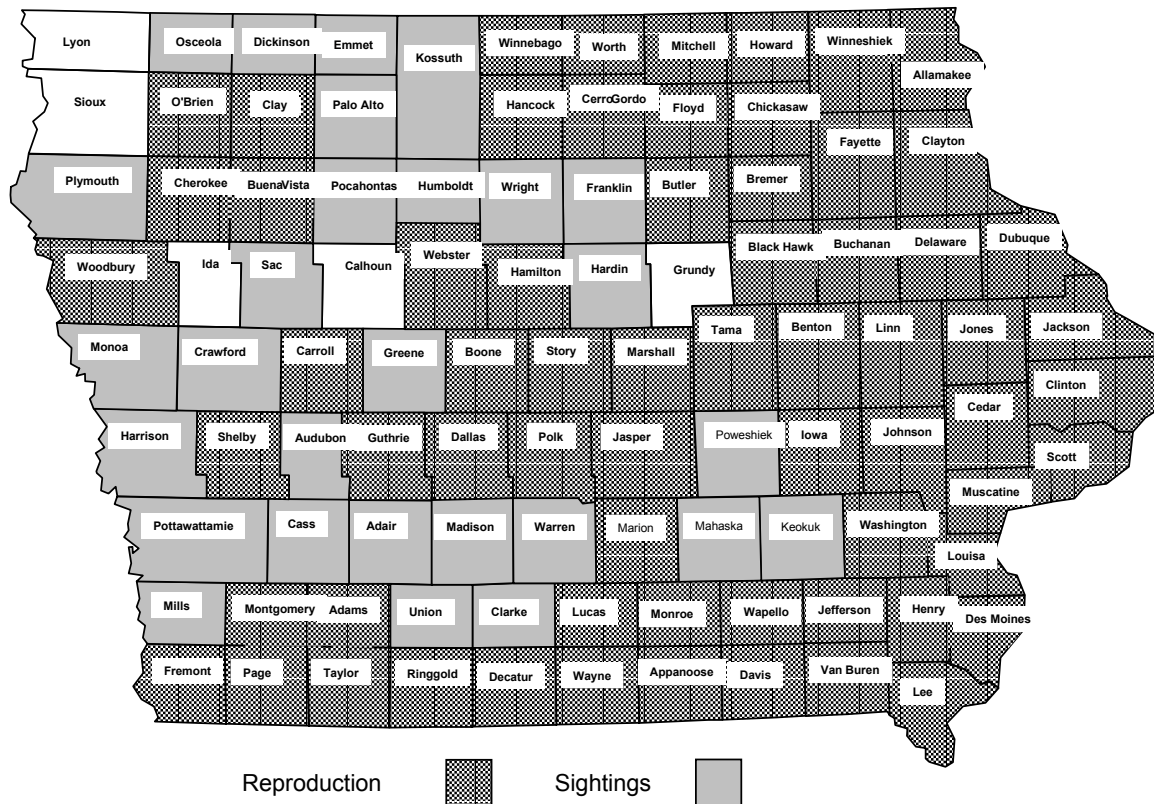 Lyon Osceola Dickinson Emmet Kossuth Winnebago Worth Mitchell Howard Winneshiek
Allamakee
Sioux O'Brien Clay Palo Alto Hancock CerroGordo Floyd Chickasaw
Fayette Clayton
Plymouth Cherokee BuenaVista Pocahontas Humboldt Wright Franklin Butler Bremer
Black Hawk Buchanan Delaware Dubuque
Woodbury Ida Sac Calhoun Webster Hamilton Hardin Grundy
Tama Benton Linn Jones Jackson
Monoa Crawford Carroll Greene Boone Story Marshall
Clinton
Cedar
Harrison Shelby Audubon Guthrie Dallas Polk Jasper Poweshiek Iowa Johnson
Scott
Muscatine
Pottawattamie Cass Adair Madison Warren Marion Mahaska Keokuk Washington
Louisa
Mills Montgomery Adams Union Clarke Lucas Monroe Wapello Jefferson Henry
Des Moines
Fremont Page Taylor Ringgold Decatur Wayne Appanoose Davis Van Buren
Lee
Reproduction Sightings